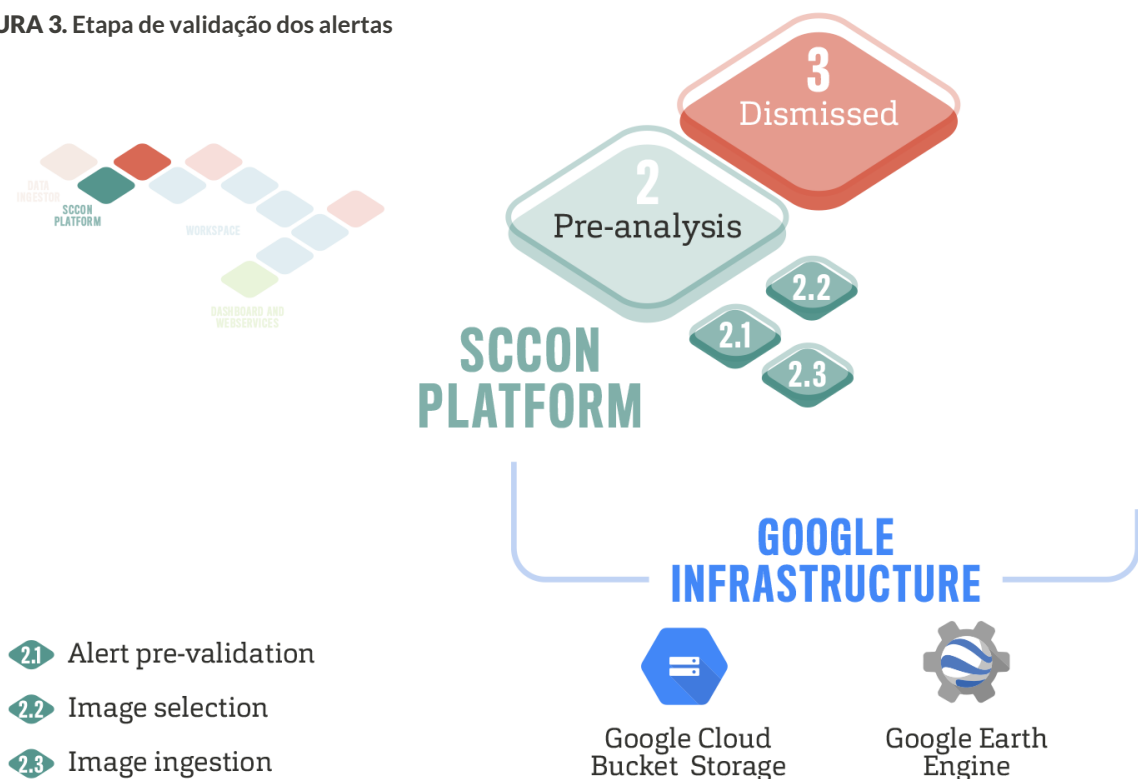 URA 3. Etapa de validação dos alertas
3
Dismissed
2
Pre-analysis
DATA
INGESTOR
SCCON
PLATFORM
WORKSPACE
DASHBOARD AND
WEBSERVICES
2.2
2.1
2.3
SCCON
PLATFORM
GOOGLE
INFRASTRUCTURE
2.1 Alert pre-validation
2.2 Image selection
2.3 Image ingestion
Google Cloud
Bucket Storage
Google Earth
Engine